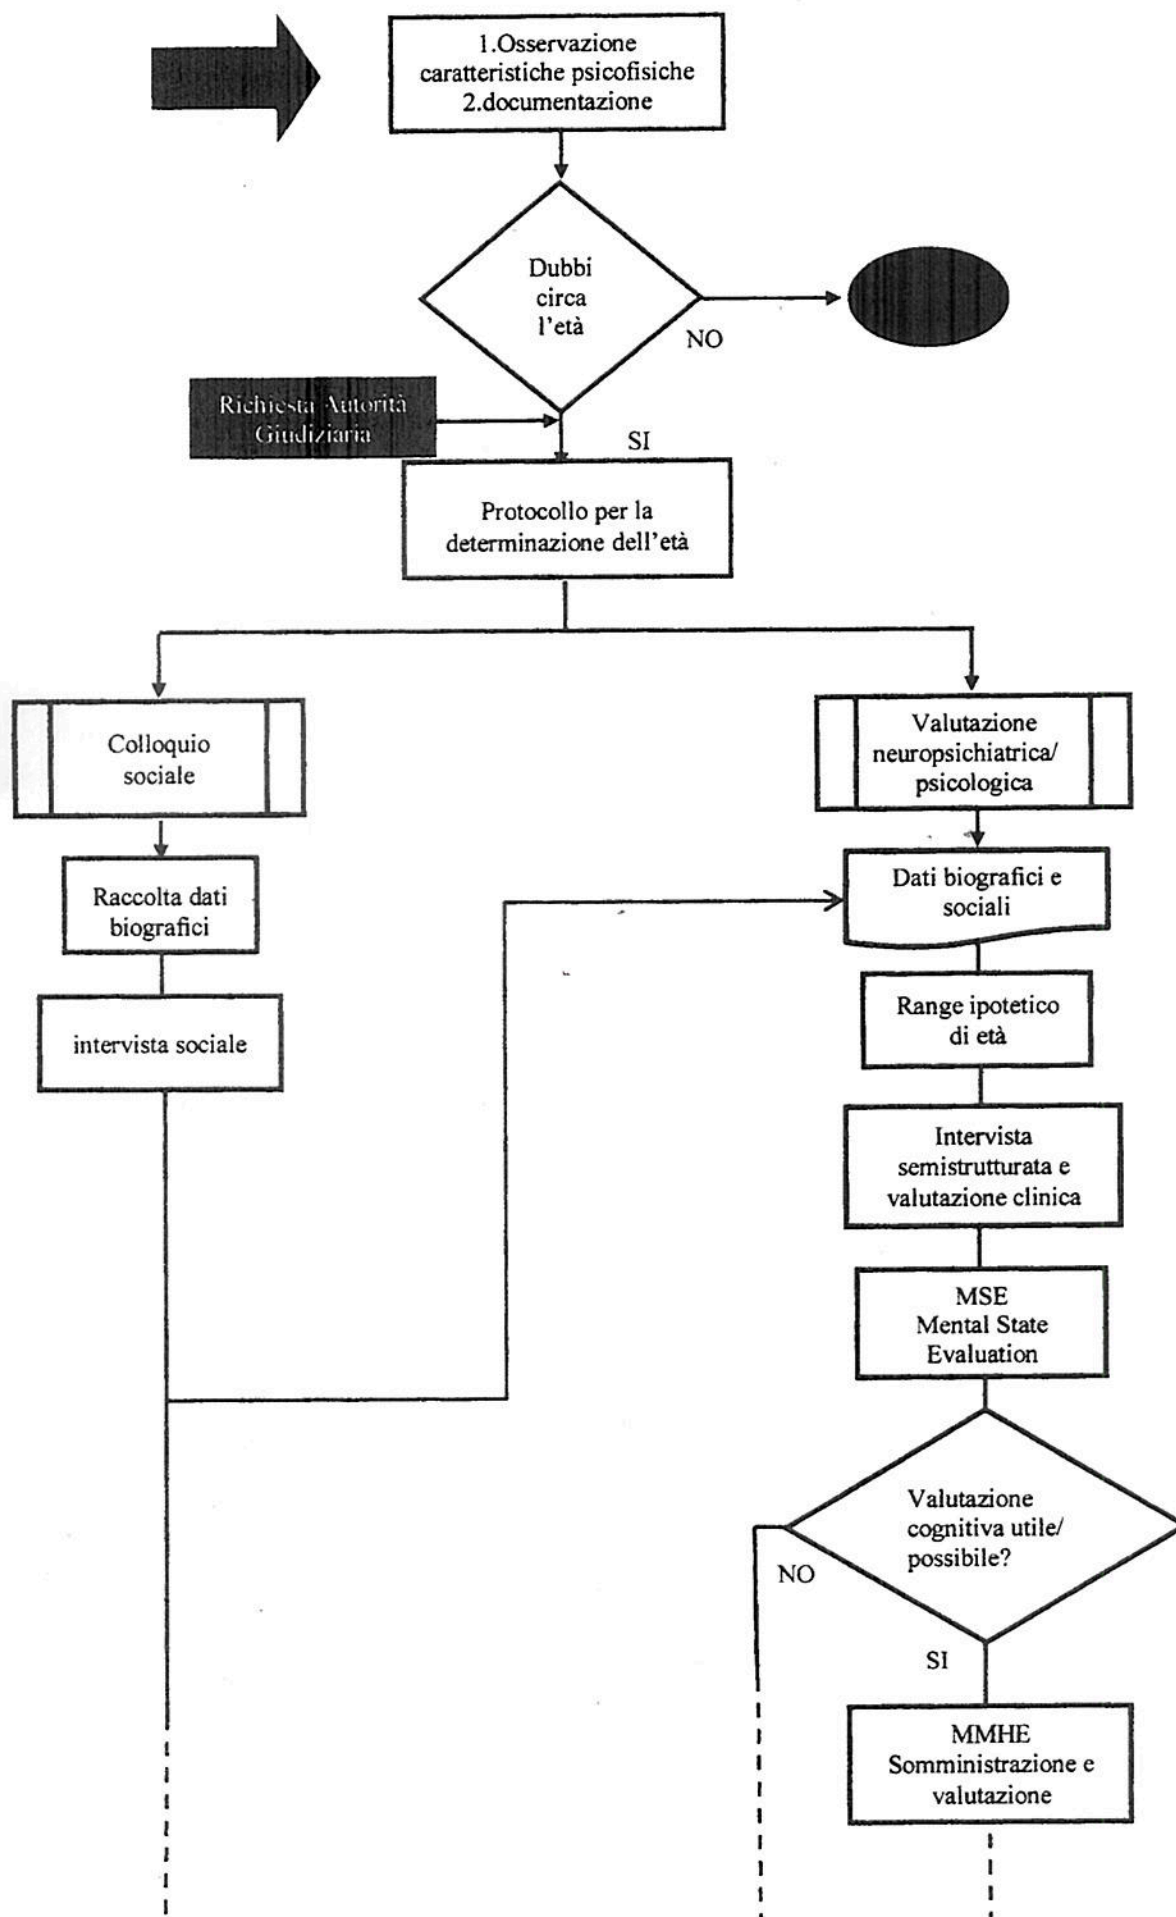 1.Osservazione
caratteristiche psicofisiche
2.documentazione
Dubbi
circa
l'età
NO
Richiesta Autorità
Giudiziaria
SI
Protocollo per la
determinazione dell'età
Colloquio
sociale
Valutazione
neuropsichiatrica/
psicologica
Raccolta dati
biografici
Dati biografici e
sociali
intervista sociale
Range ipotetico
di età
Intervista
semistrutturata e
valutazione clinica
MSE
Mental State
Evaluation
Valutazione
cognitiva utile/
possibile?
NO
SI
MMHE
Somministrazione e
valutazione